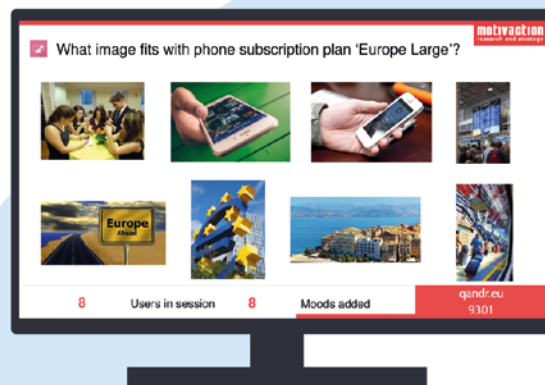 motivaction
research and strategy
What image fits with phone subscription plan ‘Europe Large’?
Europe
Ahead
8 Users in session 8 Moods added
qandr.eu
9301